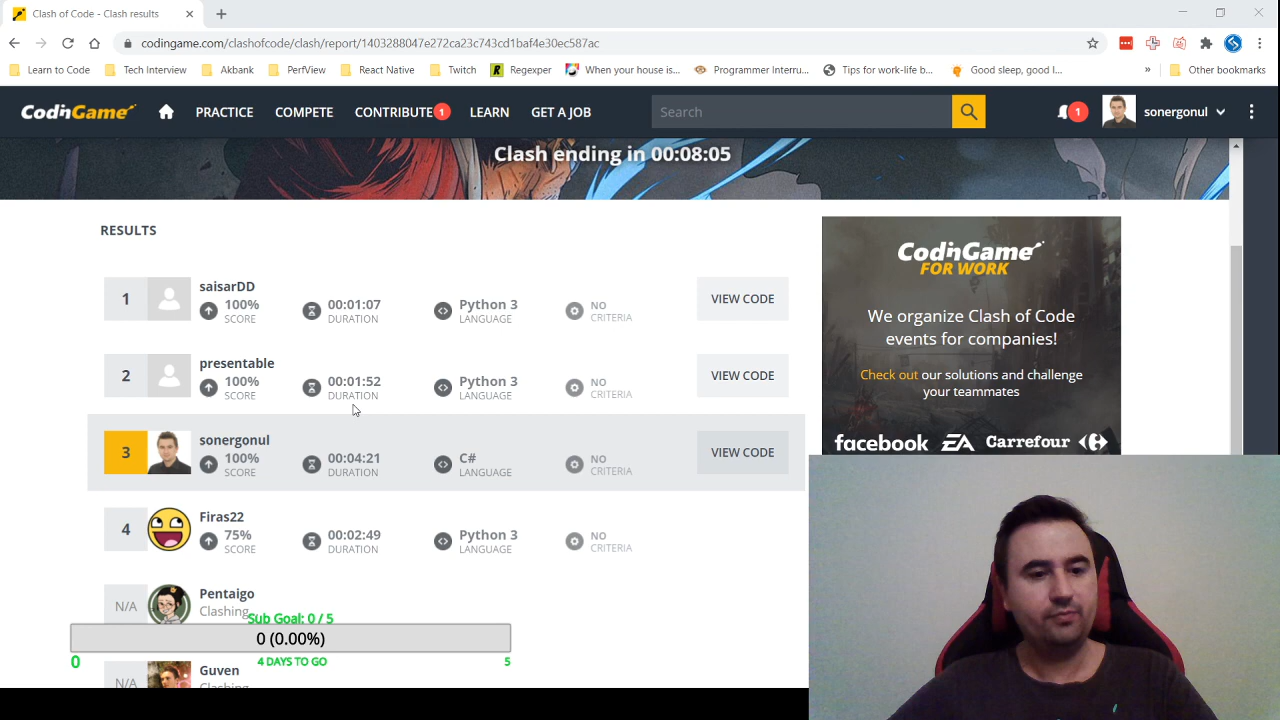 Clash of Code - Clash results
codingame.com/clashofcode/clash/report/1403288047a272ca23c743cd1baf4e30ec587ac
Learn to Code Tech Interview Akbank PerfView React Native Twitch Regexper When your house is... Programmer Interru... Tips for work-life b... Good sleep, good l... » Other bookmarks
CODINGAME PRACTICE COMPETE CONTRIBUTE 1 LEARN GET A JOB Search 1 sonergonul
Clash ending in 00:08:05
RESULTS
1 saisarDD
100% 00:01:07 Python 3 NO
SCORE DURATION LANGUAGE CRITERIA
VIEW CODE
2 presentable
100% 00:01:52 Python 3 NO
SCORE DURATION LANGUAGE CRITERIA
VIEW CODE
3 sonergonul
100% 00:04:21 C# NO
SCORE DURATION LANGUAGE CRITERIA
VIEW CODE
4 Firas22
75% 00:02:49 Python 3 NO
SCORE DURATION LANGUAGE CRITERIA
N/A Pentaigo
Clashing
N/A Guven
Clashing
Sub Goal: 0 / 5
0 (0.00%)
0 4 DAYS TO GO 5
CODINGAME
FOR WORK
We organize Clash of Code
events for companies!
Check out our solutions and challenge
your teammates
facebook EA Carrefour